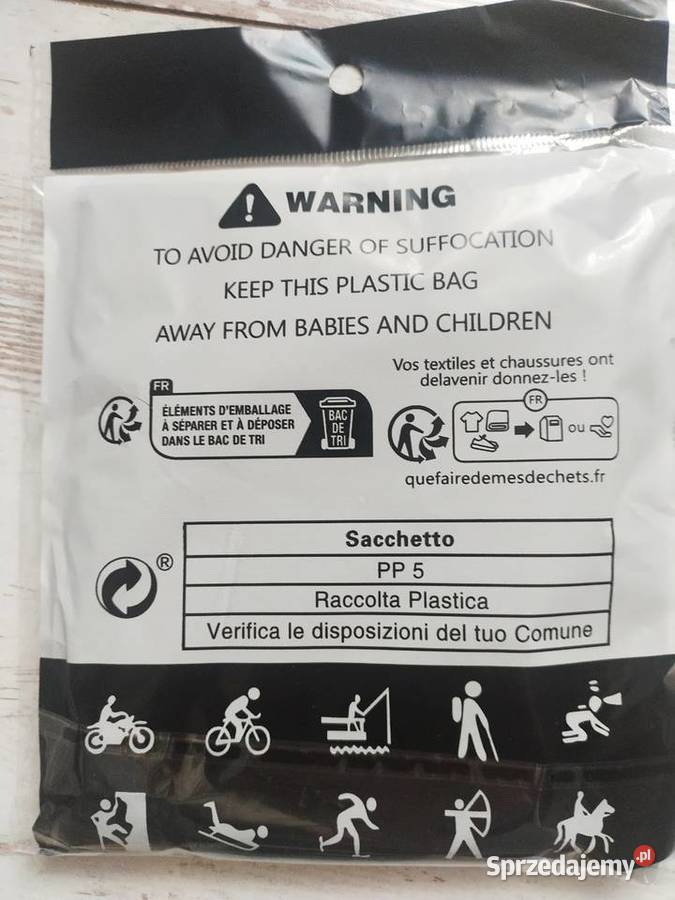 WARNING
TO AVOID DANGER OF SUFFOCATION
KEEP THIS PLASTIC BAG
AWAY FROM BABIES AND CHILDREN
Vos textiles et chaussures ont
delavenir donnez-les !
FR
ÉLÉMENTS D'EMBALLAGE
À SÉPARER ET À DÉPOSER
DANS LE BAC DE TRI
BAC
DE
TRI
FR
ou
quefairedemesdechets.fr
®
Sacchetto
PP 5
Raccolta Plastica
Verifica le disposizioni del tuo Comune
Sprzedajemy.pl